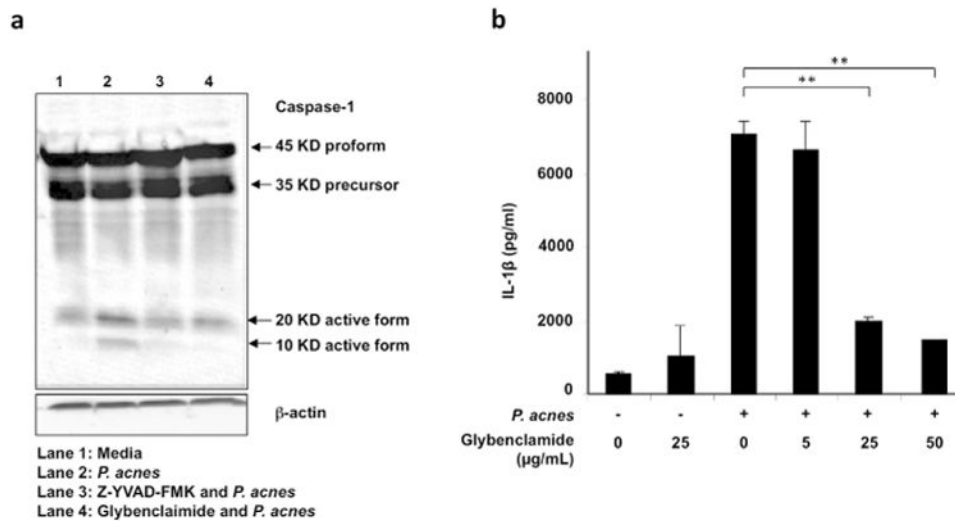 a
1 2 3 4
Caspase-1
45 KD proform
35 KD precursor
20 KD active form
10 KD active form
β-actin
Lane 1: Media
Lane 2: P. acnes
Lane 3: Z-YVAD-FMK and P. acnes
Lane 4: Glybenclaimide and P. acnes
b
**
**
8000
6000
4000
2000
0
IL-1β (pg/ml)
P. acnes - - + + + +
Glybenclamide 0 25 0 5 25 50
(µg/mL)